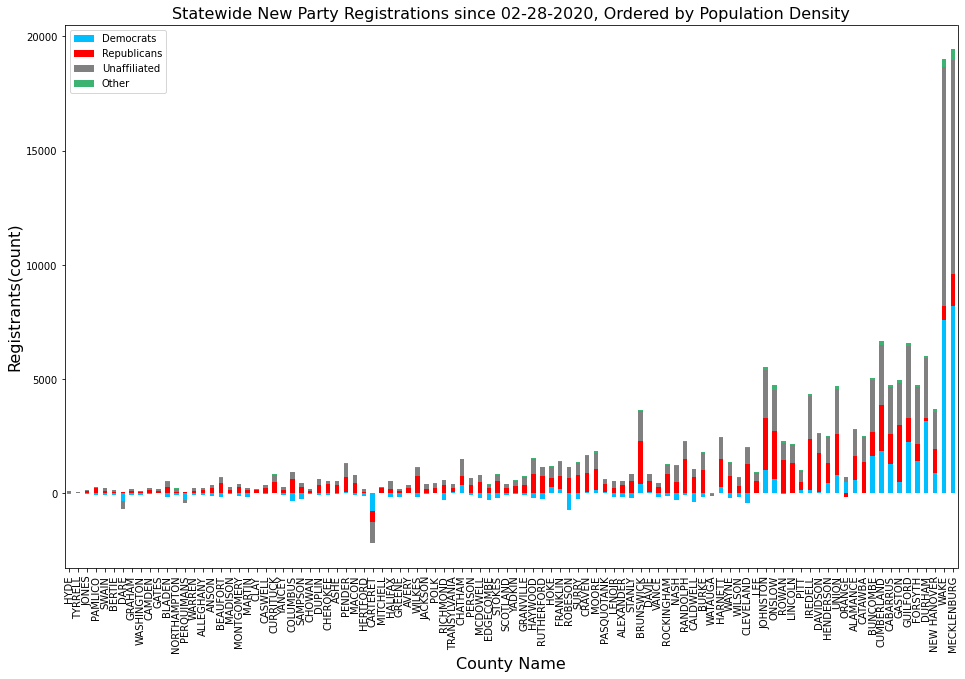 Statewide New Party Registrations since 02-28-2020, Ordered by Population Density
Democrats
Republicans
Unaffiliated
Other
20000
15000
10000
5000
0
Registrants(count)
HYDE
TYRRELL
JONES
PAMLICO
SWAIN
BERTIE
DARE
GRAHAM
WASHINGTON
CAMDEN
GATES
BLADEN
NORTHAMPTON
PERQUIMANS
WARREN
ALLEGHANY
ANSON
BEAUFORT
MADISON
MONTGOMERY
MARTIN
CLAY
CASWELL
CURRITUCK
YANCEY
COLUMBUS
SAMPSON
CHOWAN
DUPLIN
CHEROKEE
ASHE
PENDER
MACON
HERTFORD
CARTERET
MITCHELL
HALIFAX
GREENE
AVERY
WILKES
JACKSON
POLK
RICHMOND
TRANSYLVANIA
CHATHAM
PERSON
MCDOWELL
EDGECOMBE
STOKES
SCOTLAND
YADKIN
GRANVILLE
HAYWOOD
RUTHERFORD
HOKE
FRANKLIN
ROBESON
SURRY
CRAVEN
MOORE
PASQUOTANK
LENOIR
ALEXANDER
STANLY
BRUNSWICK
DAVIE
VANCE
ROCKINGHAM
NASH
RANDOLPH
CALDWELL
BURKE
WATAUGA
HARNETT
WAYNE
WILSON
CLEVELAND
LEE
JOHNSTON
ONSLOW
ROWAN
LINCOLN
PITT
IREDELL
DAVIDSON
HENDERSON
UNION
ORANGE
ALAMANCE
CATAWBA
BUNCOMBE
CUMBERLAND
CABARRUS
GASTON
GUILFORD
FORSYTH
DURHAM
NEW HANOVER
WAKE
MECKLENBURG
County Name